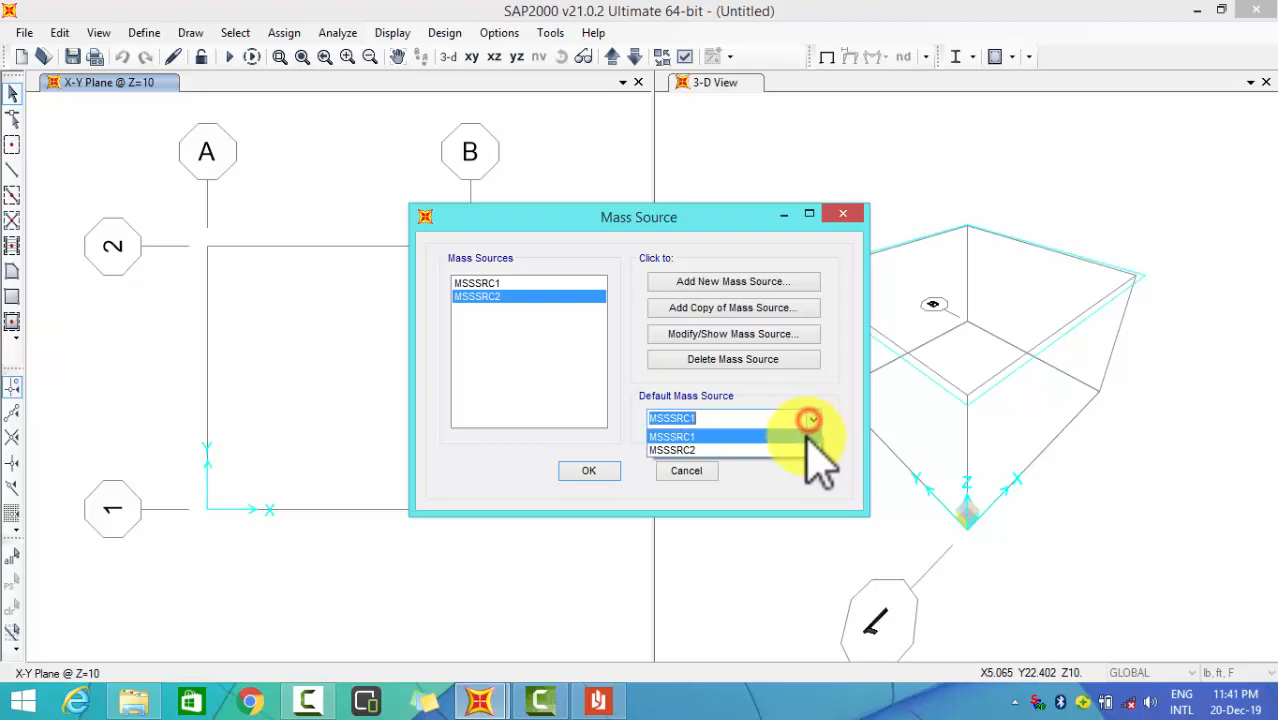 SAP2000 v21.0.2 Ultimate 64-bit - (Untitled)
File Edit View Define Draw Select Assign Analyze Display Design Options Tools Help
3-d xy xz yz nv nd
X-Y Plane @ Z=10
3-D View
A
B
2
1
Y
X
Mass Source
Mass Sources
MSSSRC1
MSSSRC2
Click to:
Add New Mass Source...
Add Copy of Mass Source...
Modify/Show Mass Source...
Delete Mass Source
Default Mass Source
MSSSRC1
MSSSRC1
MSSSRC2
OK
Cancel
B
Y
Z
X
1
all
PS
clr
X-Y Plane @ Z=10
X5.065 Y22.402 Z10.
GLOBAL
lb, ft, F
ENG
INTL
11:41 PM
20-Dec-19